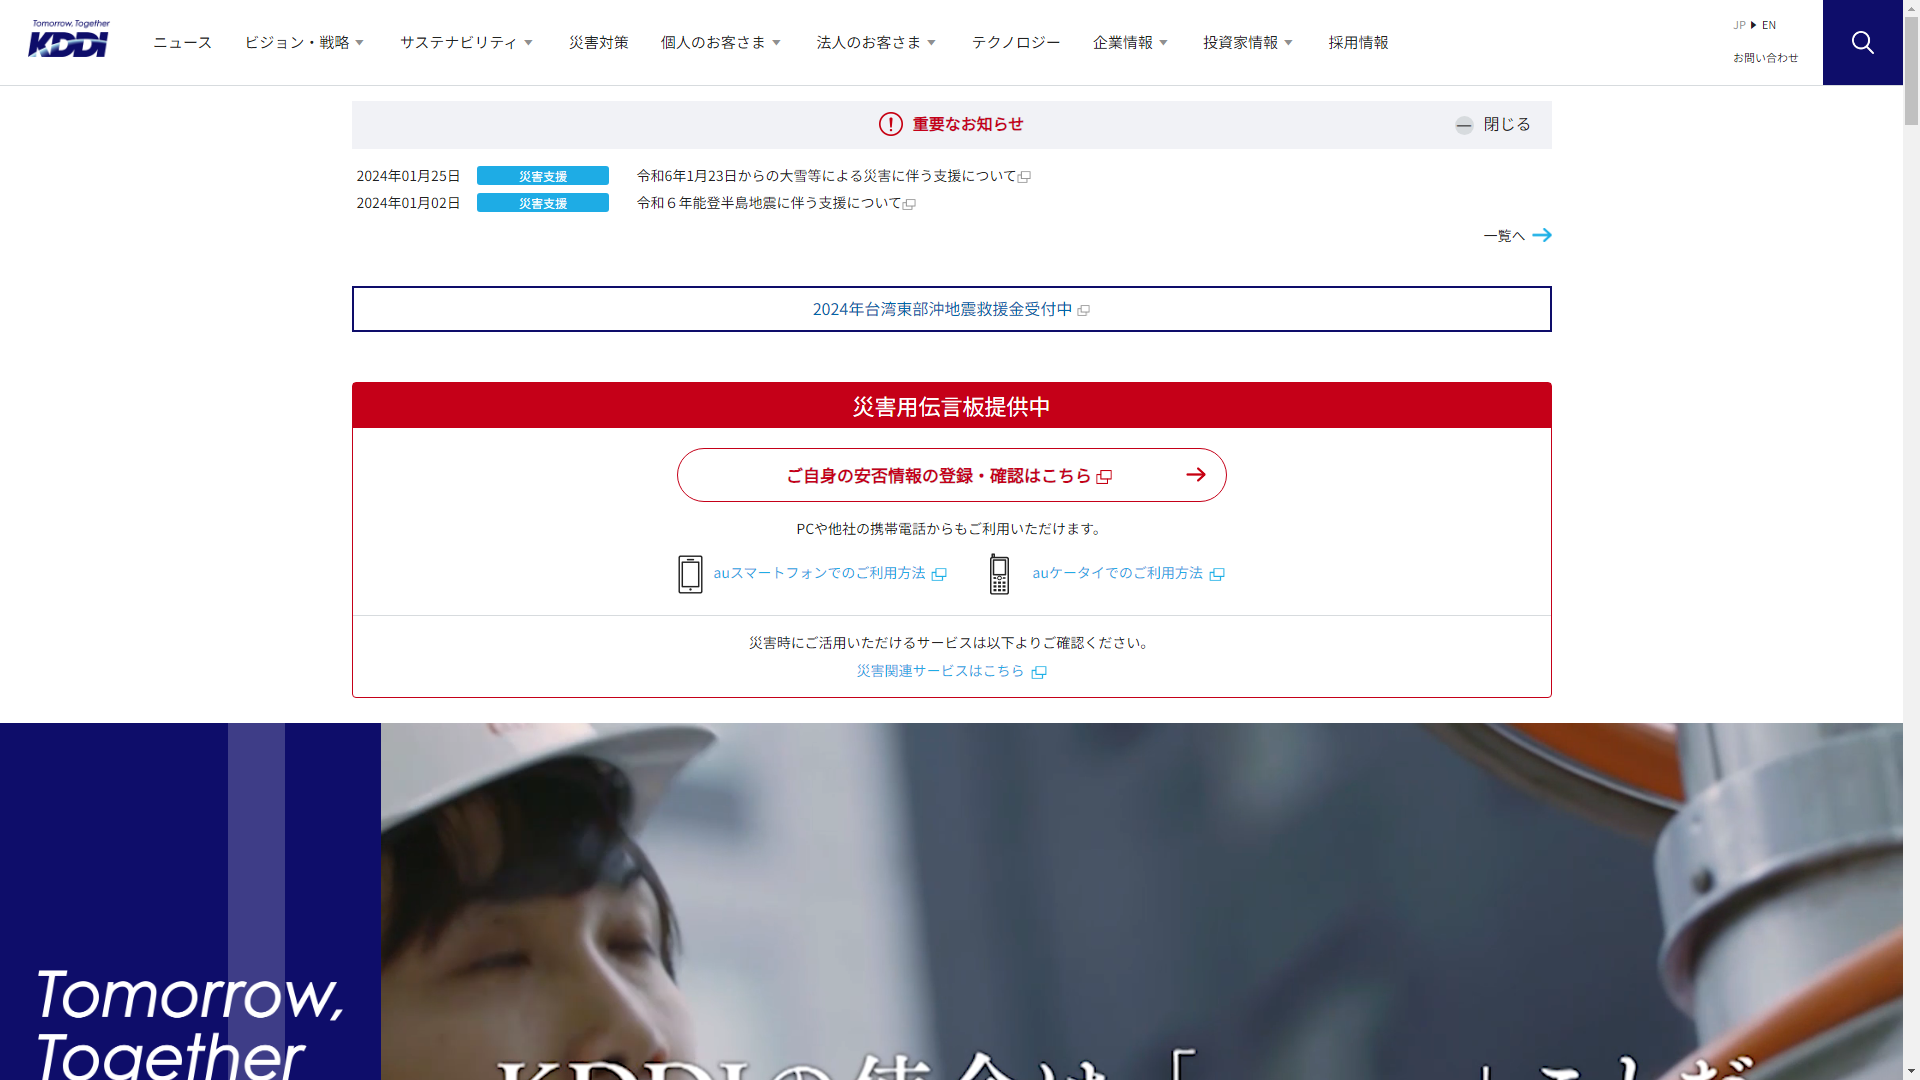 Tomorrow, Together
KDDI
ニュース ビジョン・戦略 サステナビリティ 災害対策 個人のお客さま 法人のお客さま テクノロジー 企業情報 投資家情報 採用情報
JP EN
お問い合わせ
重要なお知らせ
閉じる
2024年01月25日 災害支援 令和6年1月23日からの大雪等による災害に伴う支援について
2024年01月02日 災害支援 令和６年能登半島地震に伴う支援について
一覧へ
2024年台湾東部沖地震救援金受付中
災害用伝言板提供中
ご自身の安否情報の登録・確認はこちら
PCや他社の携帯電話からもご利用いただけます。
auスマートフォンでのご利用方法 auケータイでのご利用方法
災害時にご活用いただけるサービスは以下よりご確認ください。
災害関連サービスはこちら
Tomorrow,
Together
KDDIの使命は「